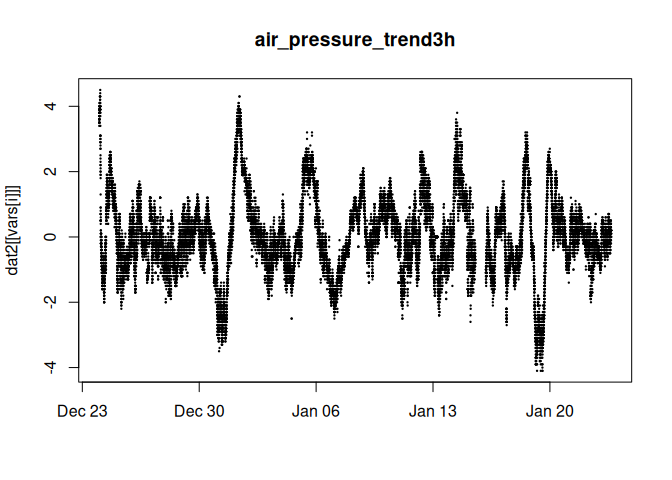 air_pressure_trend3h
dat2[[vars[i]]]
4
2
0
-2
-4
Dec 23
Dec 30
Jan 06
Jan 13
Jan 20